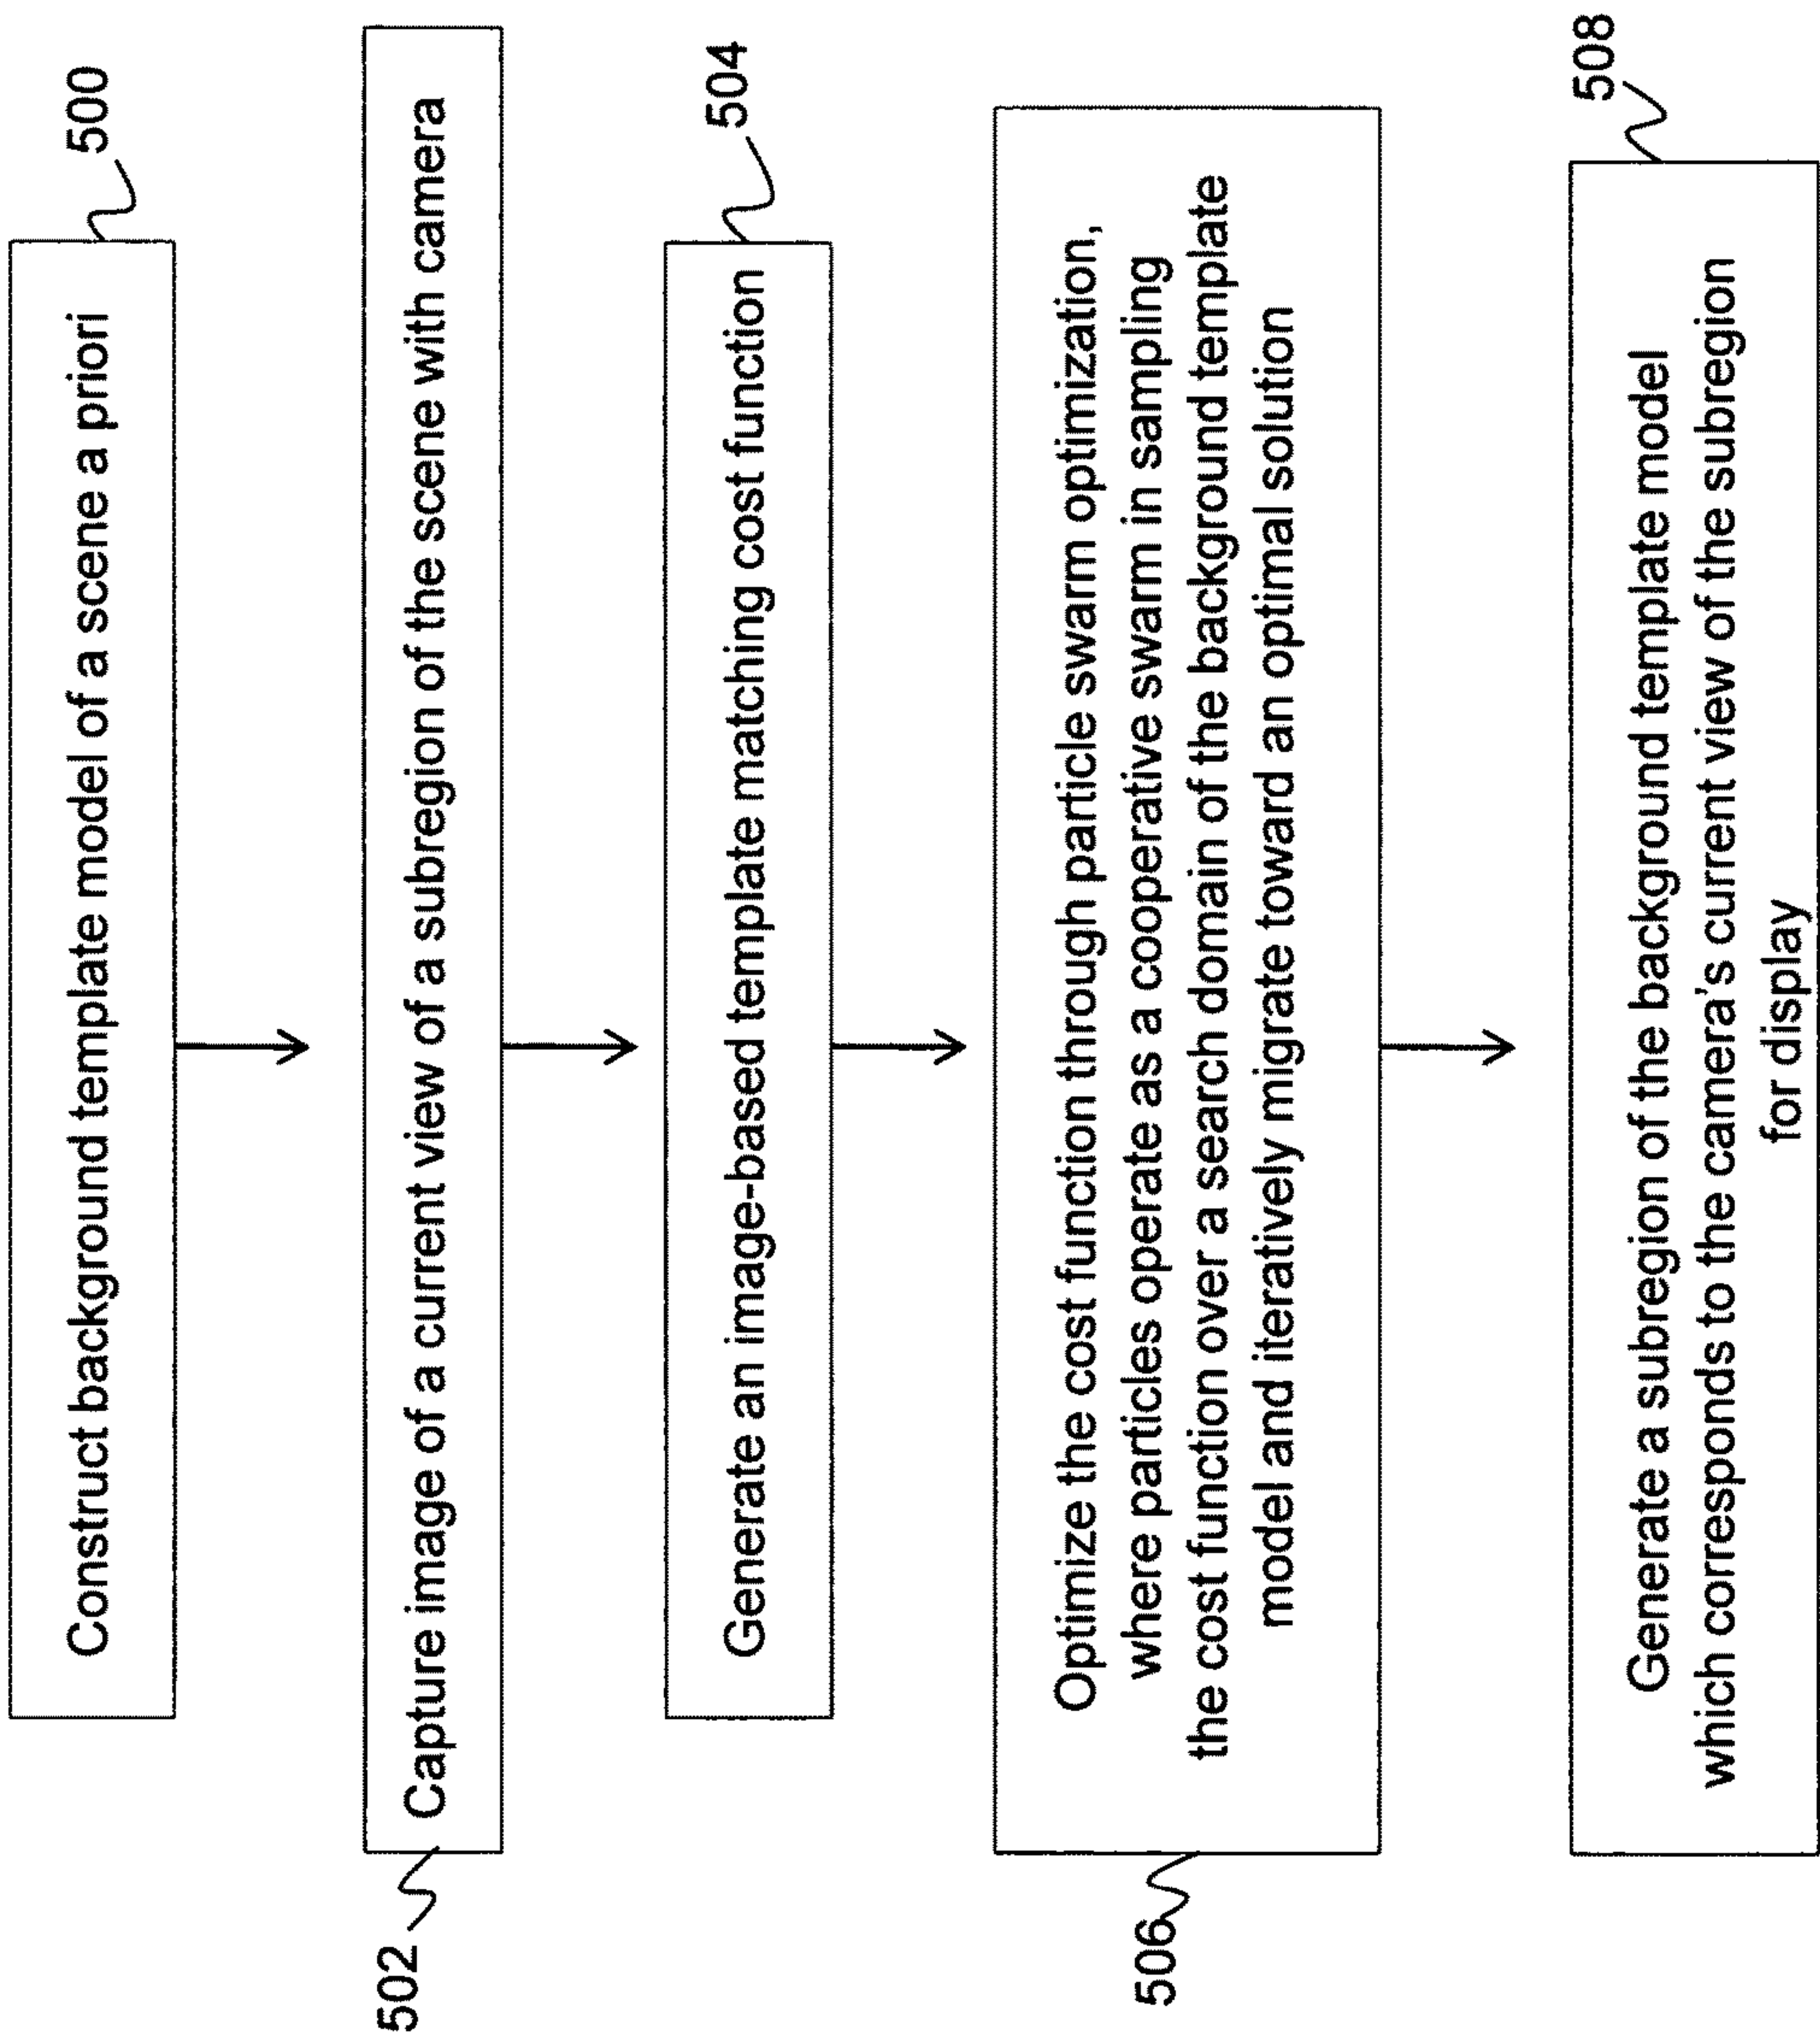 Construct background template model of a scene a priori
500
Capture image of a current view of a subregion of the scene with camera
502
Generate an image-based template matching cost function
504
Optimize the cost function through particle swarm optimization,
where particles operate as a cooperative swarm in sampling
the cost function over a search domain of the background template
model and iteratively migrate toward an optimal solution
506
Generate a subregion of the background template model
which corresponds to the camera's current view of the subregion
for display
508